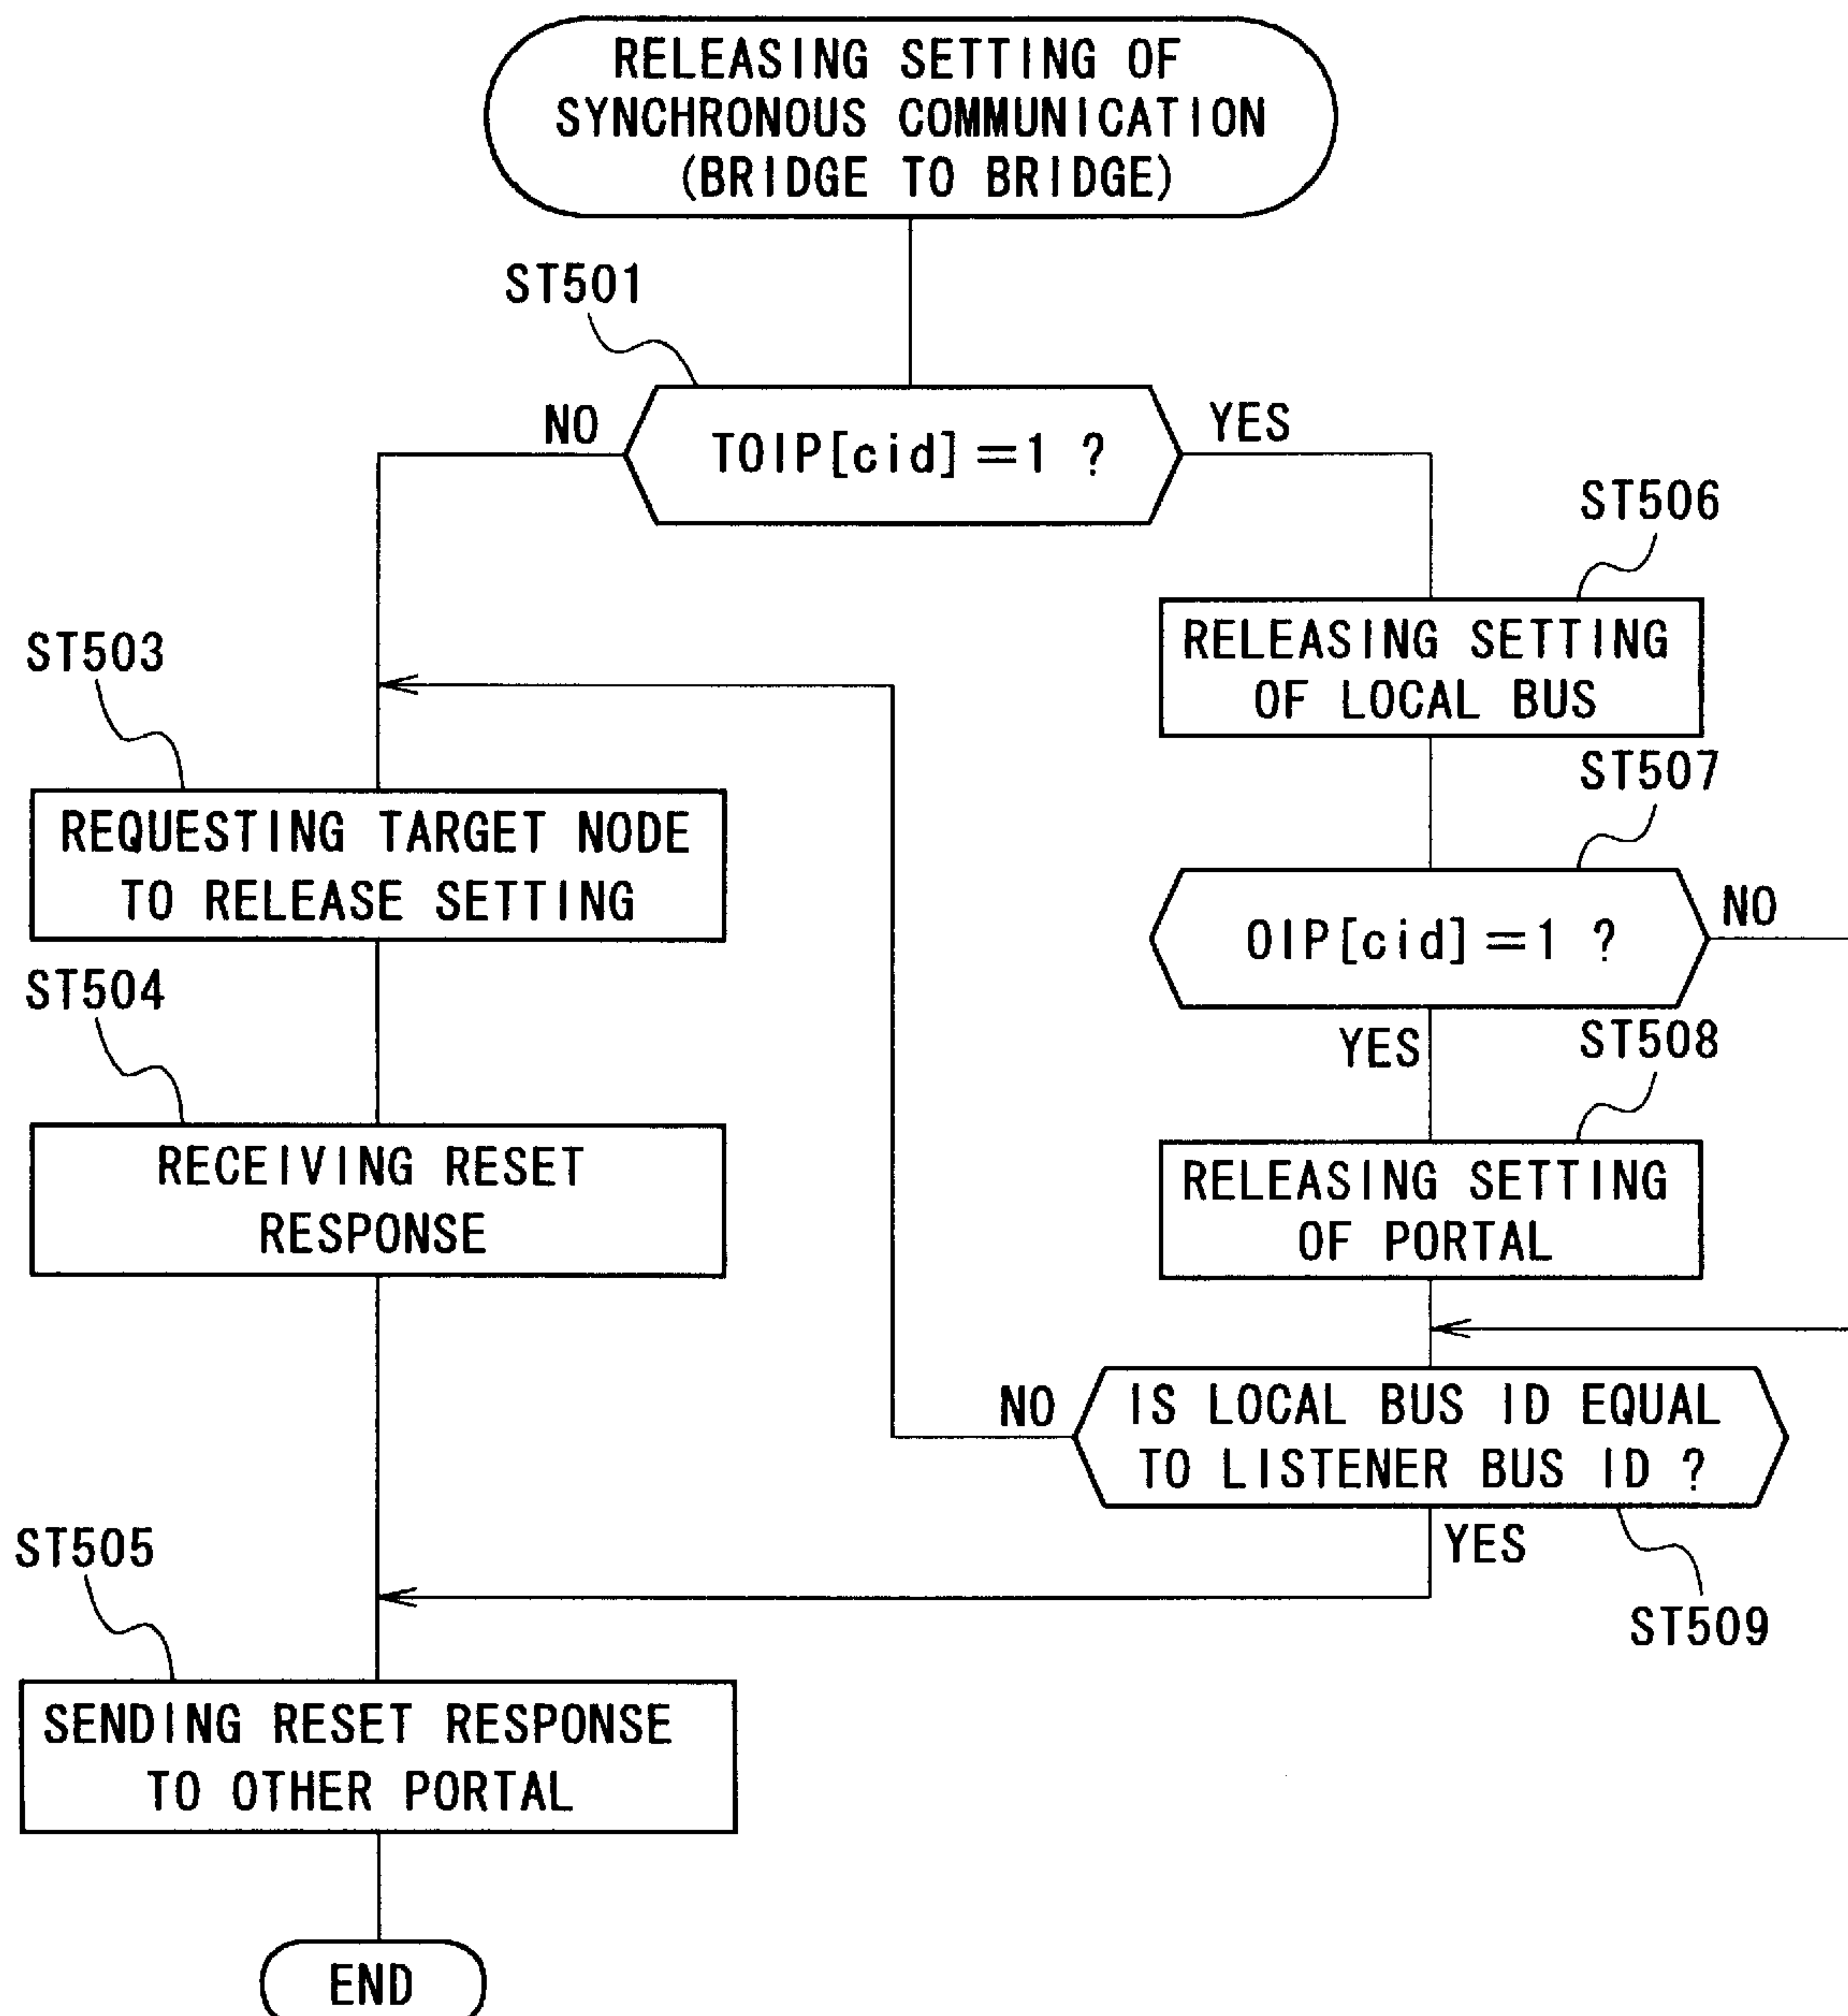 RELEASING SETTING OF
SYNCHRONOUS COMMUNICATION
(BRIDGE TO BRIDGE)
ST501
NO
TOIP[cid]=1 ?
YES
ST506
RELEASING SETTING
OF LOCAL BUS
ST503
REQUESTING TARGET NODE
TO RELEASE SETTING
ST507
OIP[cid]=1 ?
NO
YES
ST504
RECEIVING RESET
RESPONSE
ST508
RELEASING SETTING
OF PORTAL
NO
IS LOCAL BUS ID EQUAL
TO LISTENER BUS ID ?
YES
ST509
ST505
SENDING RESET RESPONSE
TO OTHER PORTAL
END